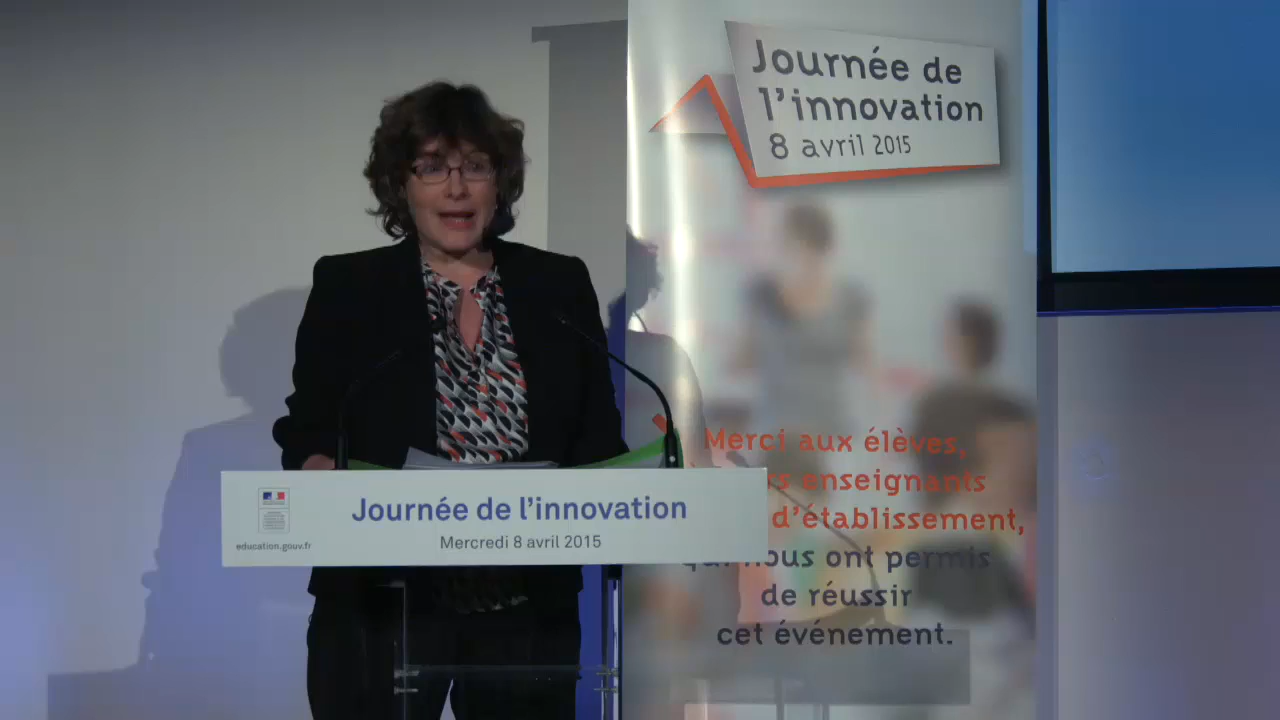 Journée de
l'innovation
8 avril 2015
Merci aux élèves,
enseignants
d'établissement,
nous ont permis
de réussir
cet événement.
Journée de l'innovation
Mercredi 8 avril 2015
education.gouv.fr